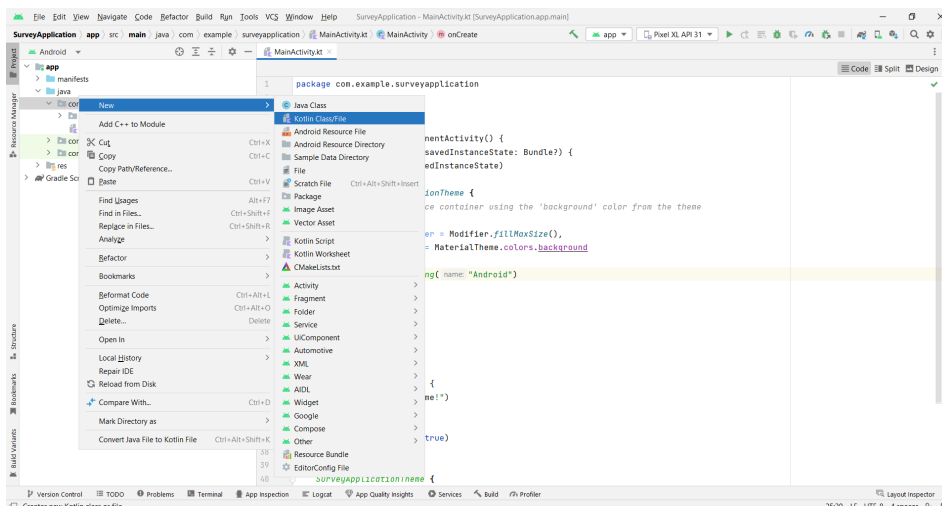 File Edit View Navigate Code Refactor Build Run Tools VCS Window Help SurveyApplication - MainActivity.kt [SurveyApplication.app.main]
SurveyApplication app src main java com example surveyapplication MainActivity.kt MainActivity onCreate app Pixel XL API 31
Project Android MainActivity.kt
app
manifests
java
Code Split Design
Resource Manager
res
Gradle Scr
Structure
Bookmarks
Build Variants
New
Add C++ to Module
Cut Ctrl+X
Copy Ctrl+C
Copy Path/Reference...
Paste Ctrl+V
Find Usages Alt+F7
Find in Files... Ctrl+Shift+F
Replace in Files... Ctrl+Shift+R
Analyze
Refactor
Bookmarks
Reformat Code Ctrl+Alt+L
Optimize Imports Ctrl+Alt+O
Delete... Delete
Open In
Local History
Repair IDE
Reload from Disk
Compare With... Ctrl+D
Mark Directory as
Convert Java File to Kotlin File Ctrl+Alt+Shift+K
Java Class
Kotlin Class/File
Android Resource File
Android Resource Directory
Sample Data Directory
File
Scratch File Ctrl+Alt+Shift+Insert
Package
Image Asset
Vector Asset
Kotlin Script
Kotlin Worksheet
CMakeLists.txt
Activity
Fragment
Folder
Service
UiComponent
Automotive
XML
Wear
AIDL
Widget
Google
Compose
Other
Resource Bundle
EditorConfig File
1 package com.example.surveyapplication
nentActivity() {
savedInstanceState: Bundle?) {
edInstanceState)
ionTheme {
ce container using the 'background' color from the theme
er = Modifier.fillMaxSize(),
= MaterialTheme.colors.background
ng( name: "Android")
{
me!")
true)
38
39
40 SurveyApplicationTheme {
Version Control TODO Problems Terminal App Inspection Logcat App Quality Insights Services Build Profiler Layout Inspector